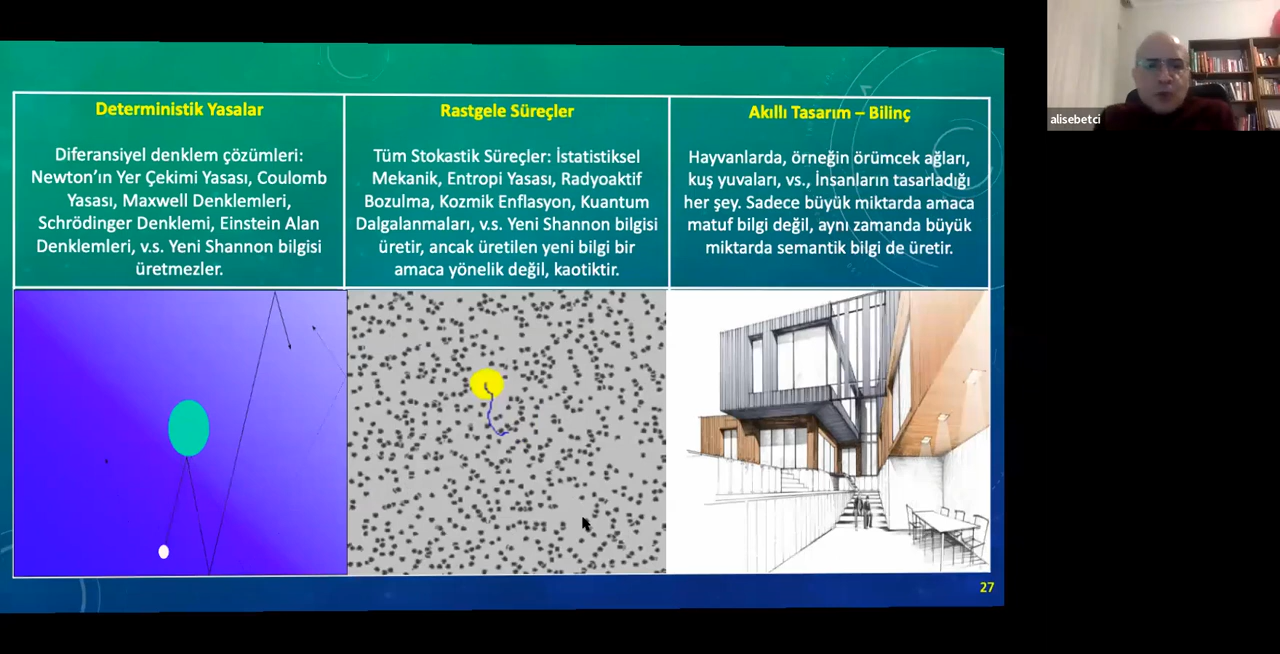 Deterministik Yasalar
Diferansiyel denklem çözümleri:
Newton'ın Yer Çekimi Yasası, Coulomb
Yasası, Maxwell Denklemleri,
Schrödinger Denklemi, Einstein Alan
Denklemleri, v.s. Yeni Shannon bilgisi
üretmezler.
Rastgele Süreçler
Tüm Stokastik Süreçler: İstatistiksel
Mekanik, Entropi Yasası, Radyoaktif
Bozulma, Kozmik Enflasyon, Kuantum
Dalgalanmaları, v.s. Yeni Shannon bilgisi
üretir, ancak üretilen yeni bilgi bir
amaca yönelik değil, kaotiktir.
Akıllı Tasarım – Bilinç
Hayvanlarda, örneğin örümcek ağları,
kuş yuvaları, vs., İnsanların tasarladığı
her şey. Sadece büyük miktarda amaca
matuf bilgi değil, aynı zamanda büyük
miktarda semantik bilgi de üretir.
27
alisebetci